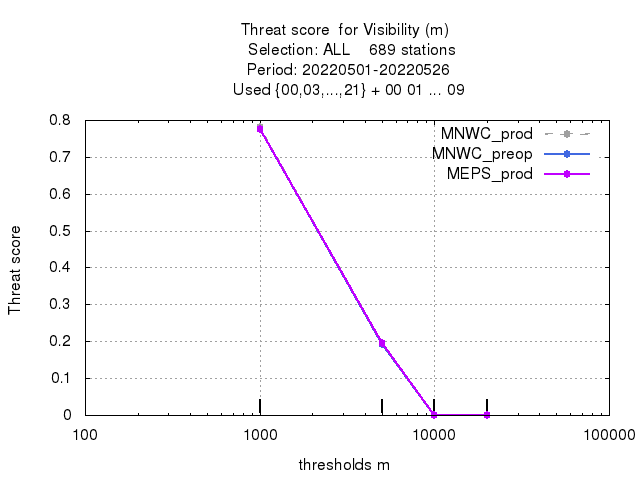 Threat score  for Visibility (m)
Selection: ALL    689 stations
Period: 20220501-20220526
Used {00,03,...,21} + 00 01 ... 09
MNWC_prod
MNWC_preop
MEPS_prod
Threat score
0.8
0.7
0.6
0.5
0.4
0.3
0.2
0.1
0
100 1000 10000 100000
thresholds m